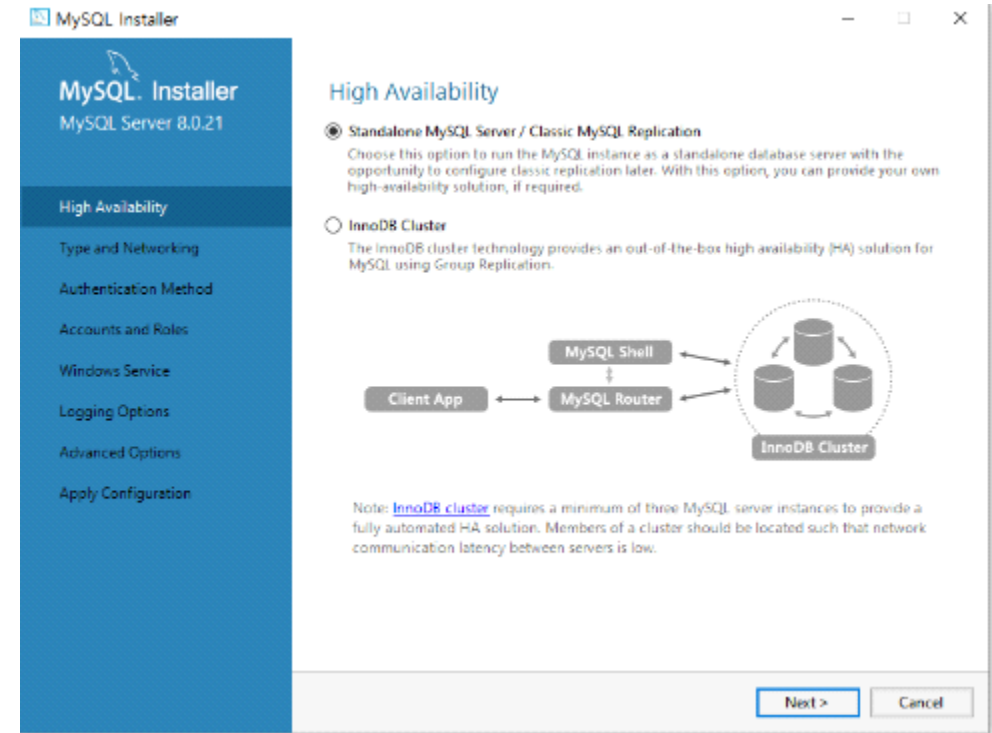 MySQL Installer
MySQL. Installer
MySQL Server 8.0.21
High Availability
Type and Networking
Authentication Method
Accounts and Roles
Windows Service
Logging Options
Advanced Options
Apply Configuration
High Availability
Standalone MySQL Server / Classic MySQL Replication
Choose this option to run the MySQL instance as a standalone database server with the
opportunity to configure classic replication later. With this option, you can provide your own
high-availability solution, if required.
InnoDB Cluster
The InnoDB cluster technology provides an out-of-the-box high availability (HA) solution for
MySQL using Group Replication.
MySQL Shell
Client App
MySQL Router
InnoDB Cluster
Note: InnoDB cluster requires a minimum of three MySQL server instances to provide a
fully automated HA solution. Members of a cluster should be located such that network
communication latency between servers is low.
Next >
Cancel